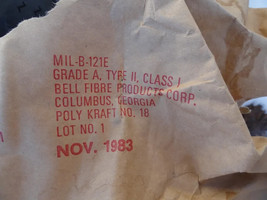 MIL-B-121E
GRADE A, TYPE II, CLASS I
BELL FIBRE PRODUCTS CORP.
COLUMBUS, GEORGIA
POLY KRAFT NO. 18
LOT NO. 1
NOV. 1983